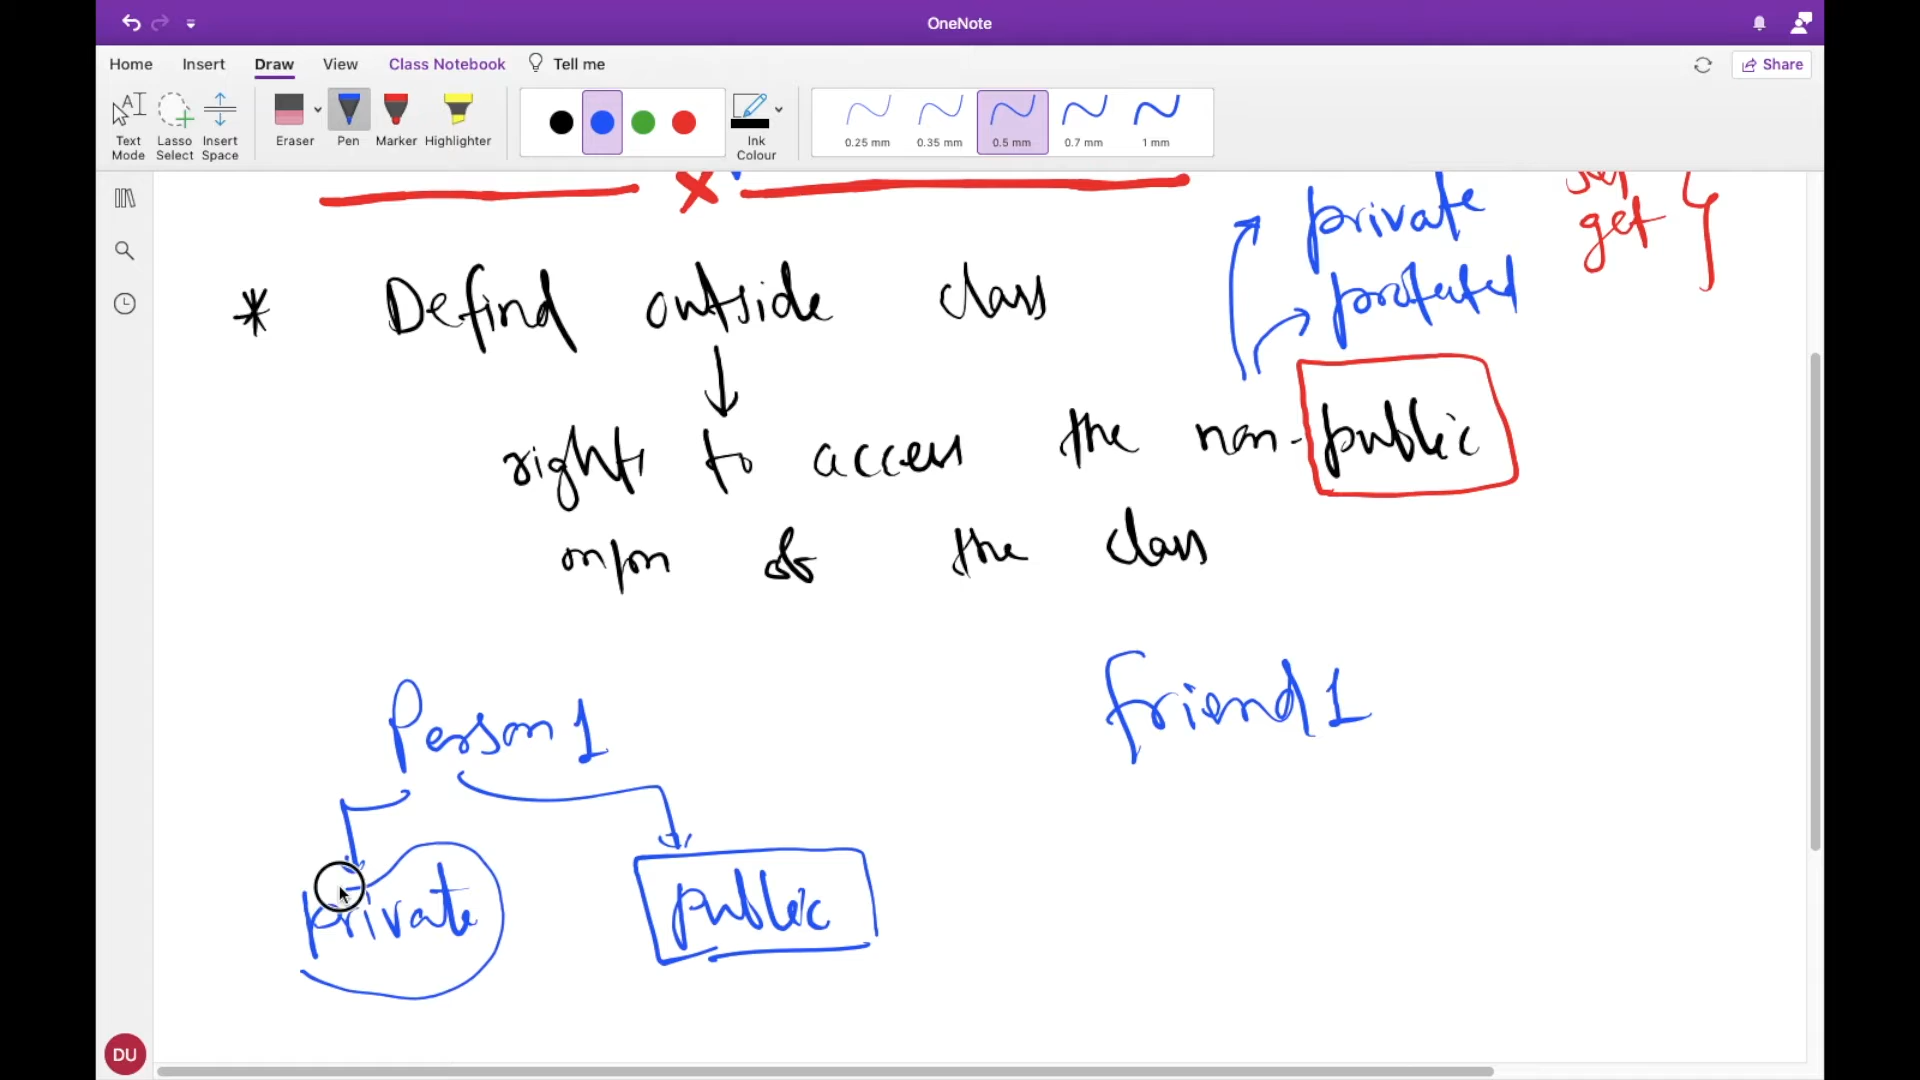 OneNote
Home Insert Draw View Class Notebook Tell me Share
Text Mode Lasso Select Insert Space Eraser Pen Marker Highlighter Ink Colour 0.25 mm 0.35 mm 0.5 mm 0.7 mm 1 mm
private get
* Defind outside class
rights to access the non-public
of the class
Person 1 friend 1
private public
DU